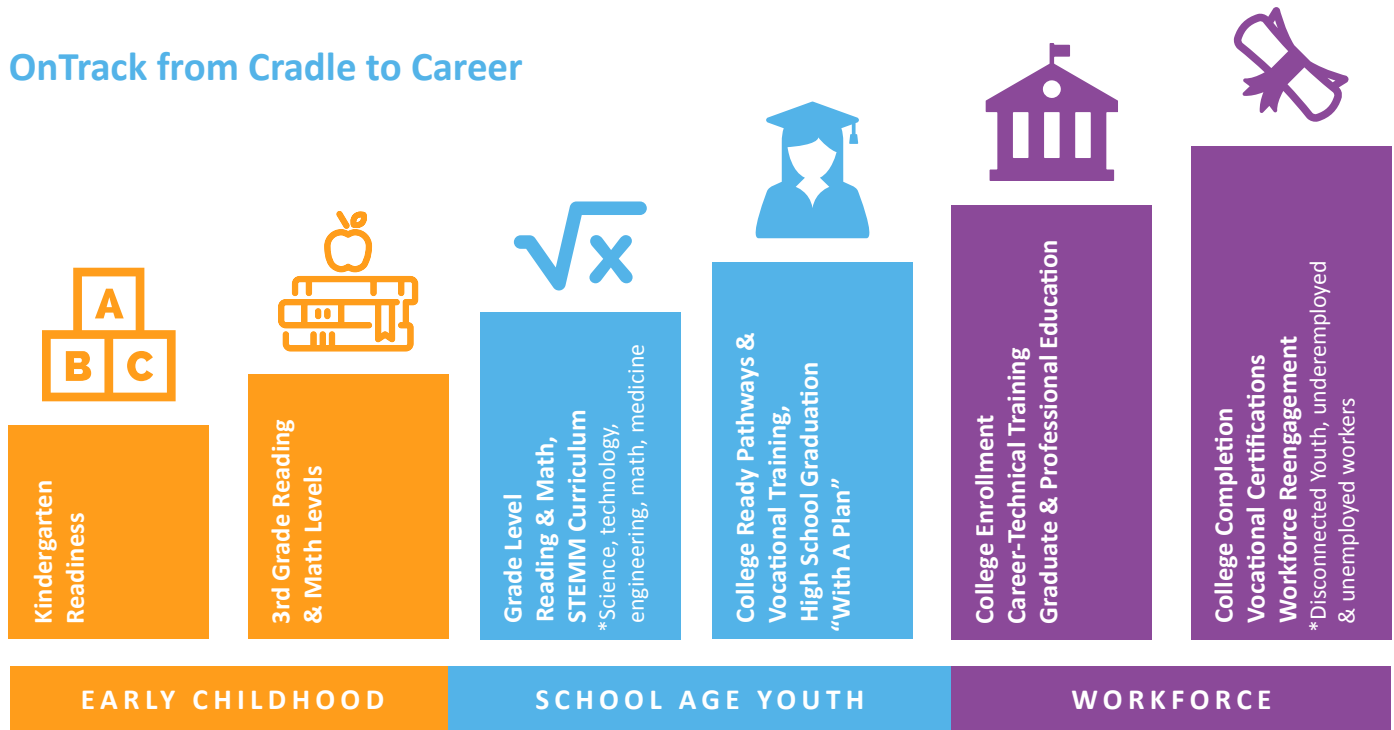 OnTrack from Cradle to Career
A
B C
Kindergarten
Readiness
3rd Grade Reading
& Math Levels
√x
Grade Level
Reading & Math,
STEMM Curriculum
*Science, technology,
engineering, math, medicine
College Ready Pathways &
Vocational Training,
High School Graduation
“With A Plan”
College Enrollment
Career-Technical Training
Graduate & Professional Education
College Completion
Vocational Certifications
Workforce Reengagement
*Disconnected Youth, underemployed
& unemployed workers
EARLY CHILDHOOD
SCHOOL AGE YOUTH
WORKFORCE